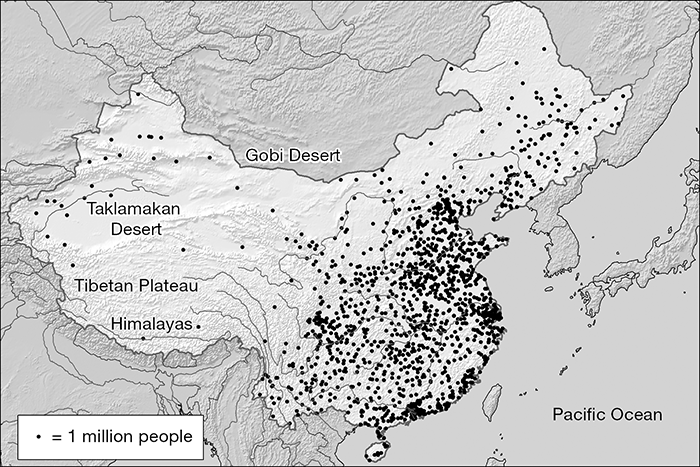 Gobi Desert
Taklamakan
Desert
Tibetan Plateau
Himalayas
Pacific Ocean
• = 1 million people